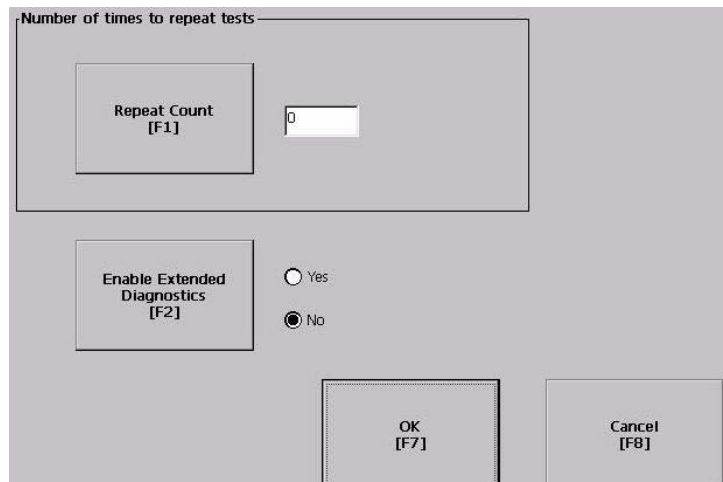 Number of times to repeat tests
Repeat Count
[F1]
0
Enable Extended
Diagnostics
[F2]
Yes
No
OK
[F7]
Cancel
[F8]